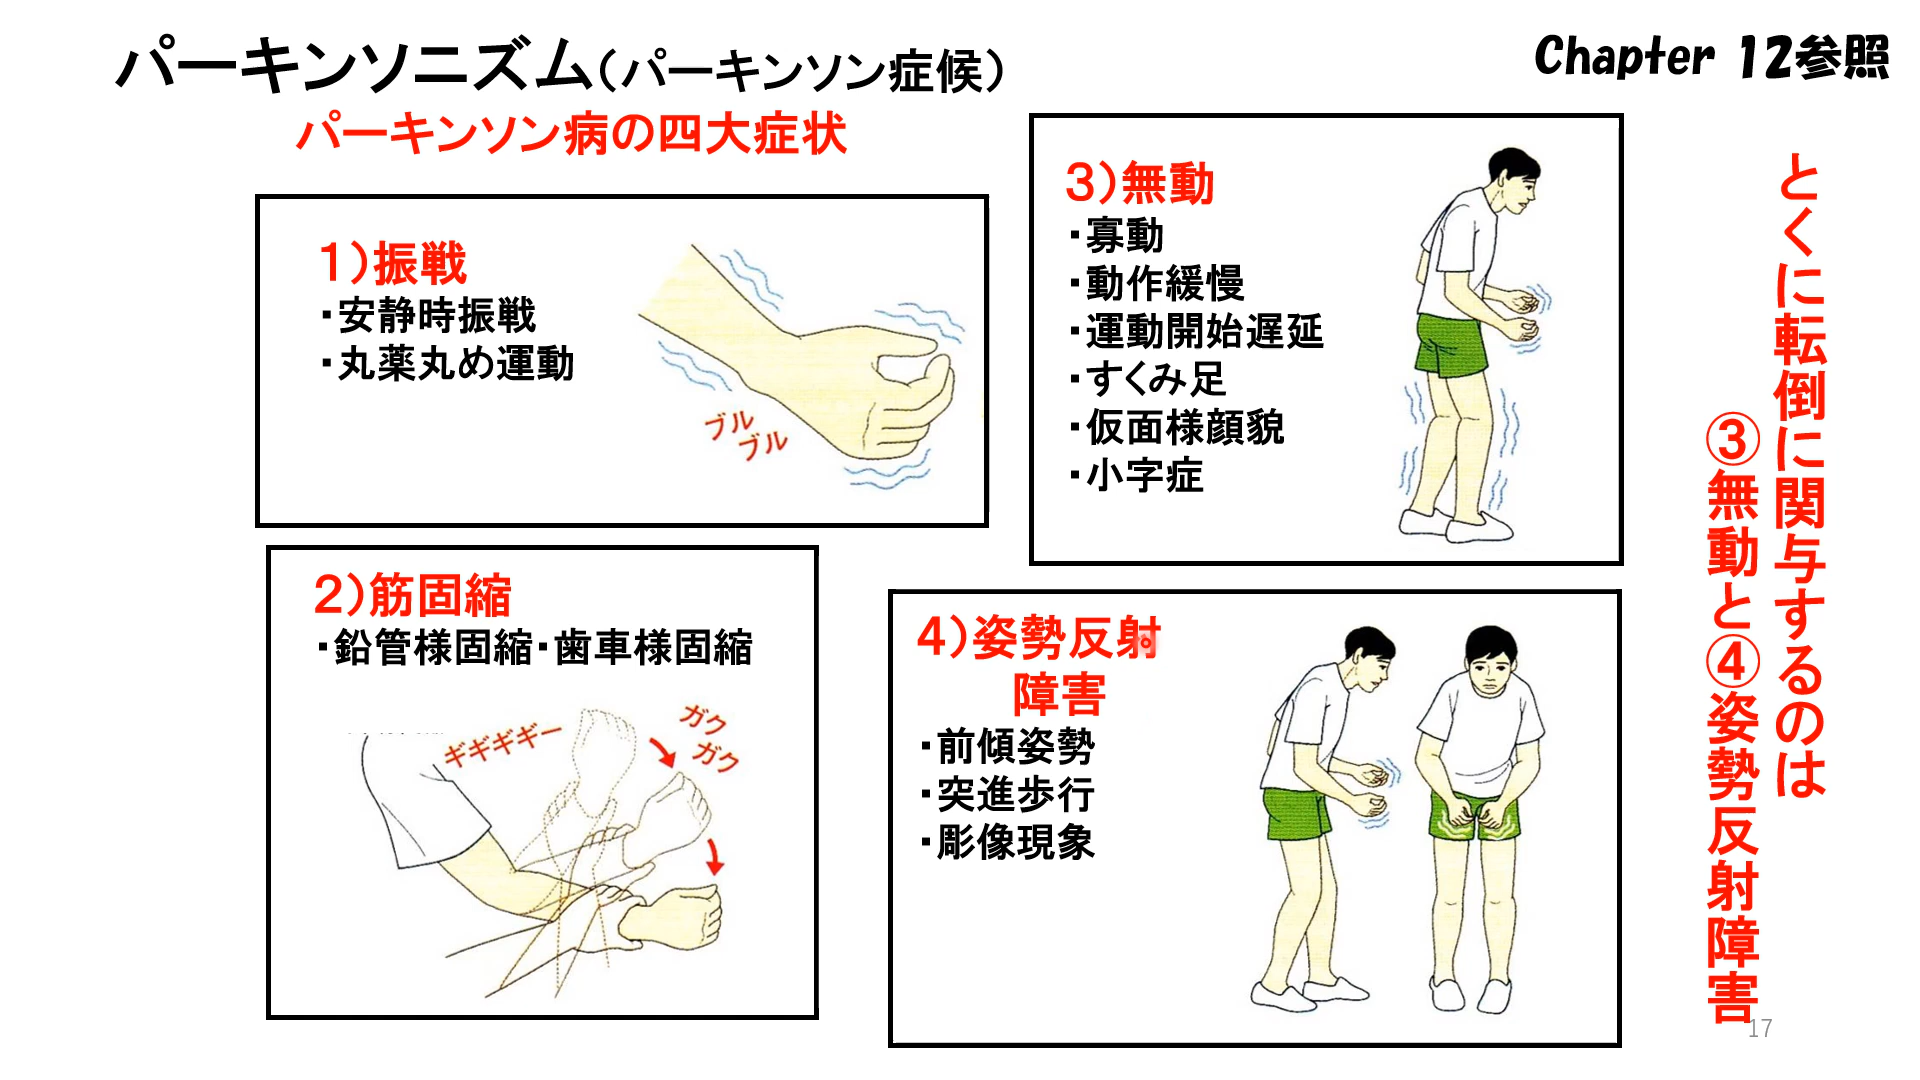 パーキンソニズム（パーキンソン症候）
Chapter 12参照
パーキンソン病の四大症状
1）振戦
・安静時振戦
・丸薬丸め運動
ブル
ブル
2）筋固縮
・鉛管様固縮・歯車様固縮
ギギギギー
ガク
ガク
3）無動
・寡動
・動作緩慢
・運動開始遅延
・すくみ足
・仮面様顔貌
・小字症
4）姿勢反射
障害
・前傾姿勢
・突進歩行
・彫像現象
とくに転倒に関与するのは
③無動と④姿勢反射障害
17